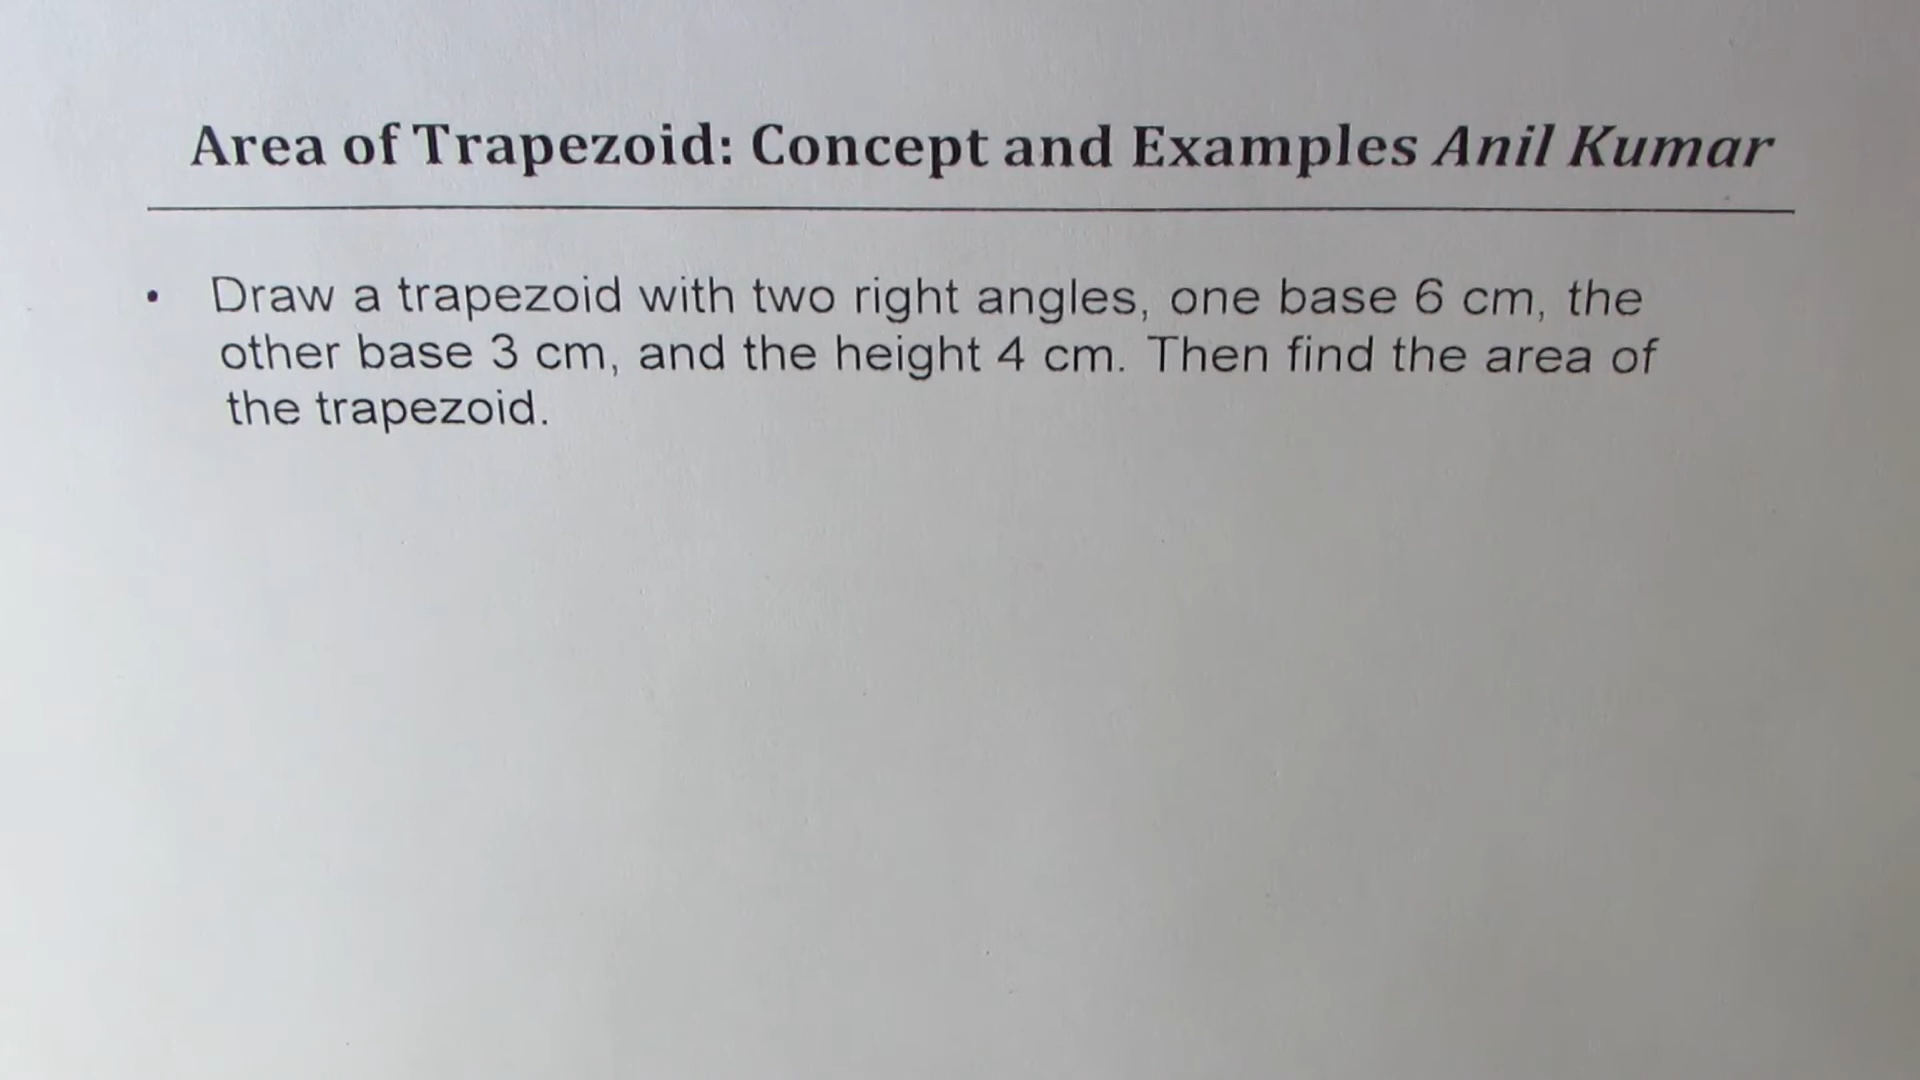 Area of Trapezoid: Concept and Examples Anil Kumar
• Draw a trapezoid with two right angles, one base 6 cm, the
other base 3 cm, and the height 4 cm. Then find the area of
the trapezoid.